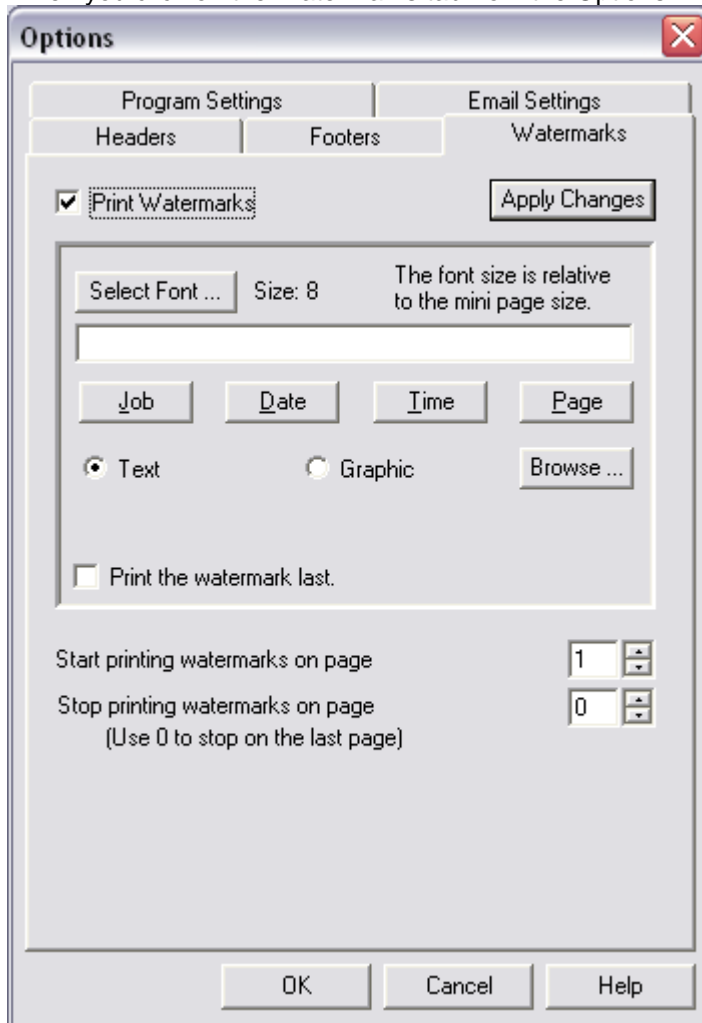 Options
Program Settings Email Settings
Headers Footers Watermarks
Print Watermarks Apply Changes
Select Font ... Size: 8 The font size is relative
to the mini page size.
Job Date Time Page
Text Graphic Browse ...
Print the watermark last.
Start printing watermarks on page 1
Stop printing watermarks on page 0
(Use 0 to stop on the last page)
OK Cancel Help